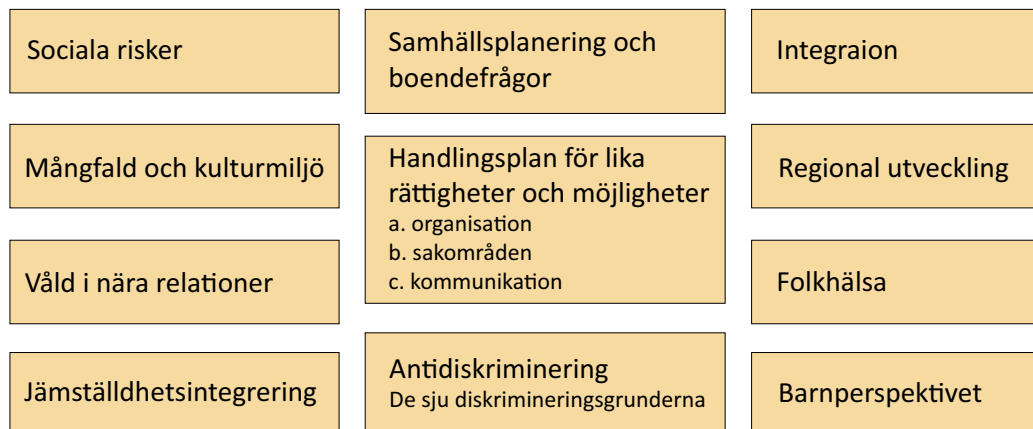 Sociala risker
Mångfald och kulturmiljö
Våld i nära relationer
Jämställdhetsintegrering
Samhällsplanering och
boendefrågor
Handlingsplan för lika
rättigheter och möjligheter
a. organisation
b. sakområden
c. kommunikation
Antidiskriminering
De sju diskrimineringsgrunderna
Integraion
Regional utveckling
Folkhälsa
Barnperspektivet